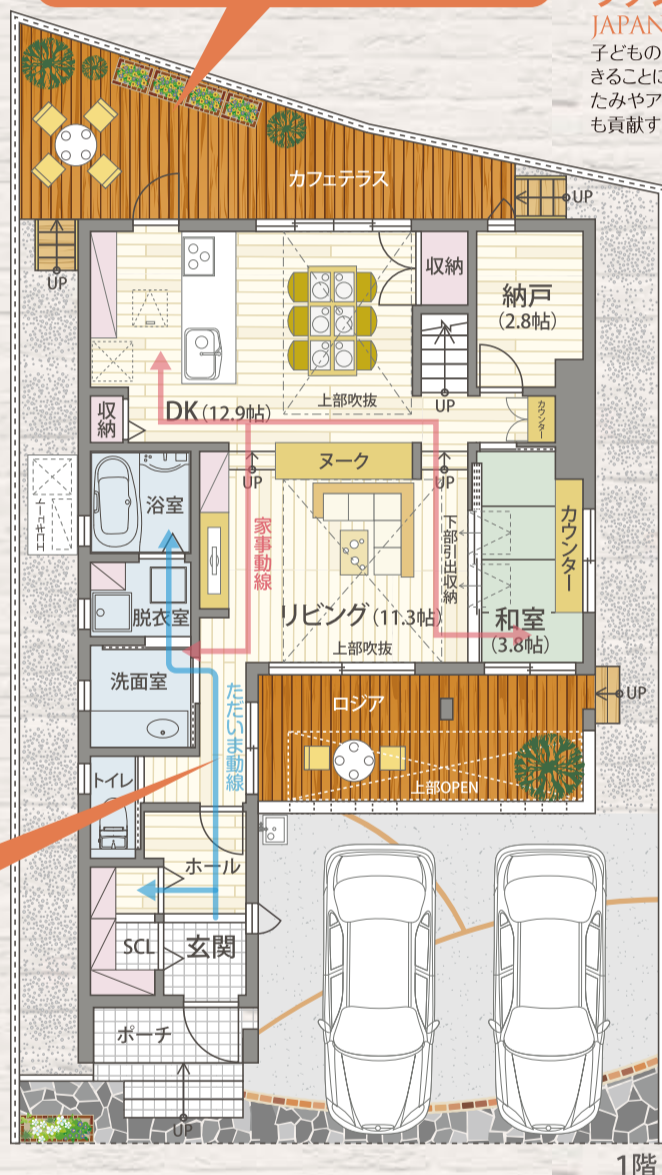 JAPAN
子どもの
きることに
たみやア
も貢献す
カフェテラス
UP
UP
収納
納戸
(2.8帖)
UP
カウンター
収納
DK (12.9帖)
上部吹抜
ヌーク
UP
UP
エコキュート
浴室
家事動線
下部引出収納
カウンター
脱衣室
リビング (11.3帖)
上部吹抜
和室
(3.8帖)
洗面室
ただいま動線
ロジア
UP
上部OPEN
トイレ
ホール
SCL
玄関
ポーチ
UP
1階